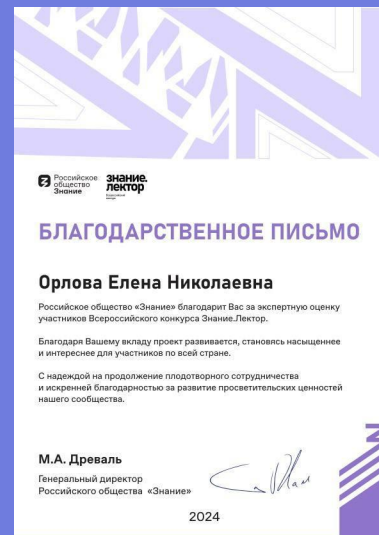 Российское
общество
Знание
знание.
лектор
БЛАГОДАРСТВЕННОЕ ПИСЬМО
Орлова Елена Николаевна
Российское общество «Знание» благодарит Вас за экспертную оценку
участников Всероссийского конкурса Знание.Лектор.
Благодаря Вашему вкладу проект развивается, становясь насыщеннее
и интереснее для участников по всей стране.
С надеждой на продолжение плодотворного сотрудничества
и искренней благодарностью за развитие просветительских ценностей
нашего сообщества.
М.А. Древаль
Генеральный директор
Российского общества «Знание»
2024